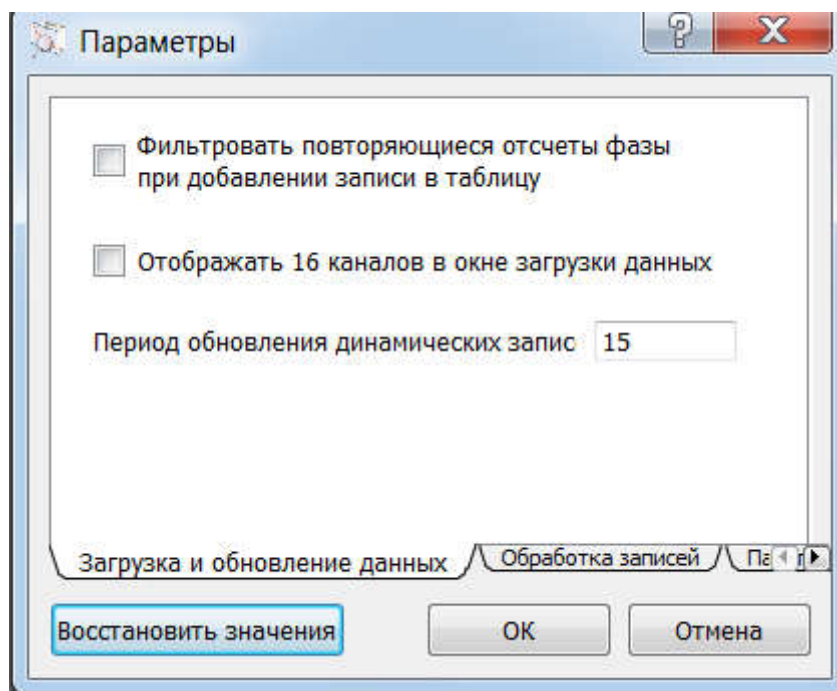 Параметры
Фильтровать повторяющиеся отсчеты фазы
при добавлении записи в таблицу
Отображать 16 каналов в окне загрузки данных
Период обновления динамических запис 15
Загрузка и обновление данных Обработка записей
Восстановить значения ОК Отмена